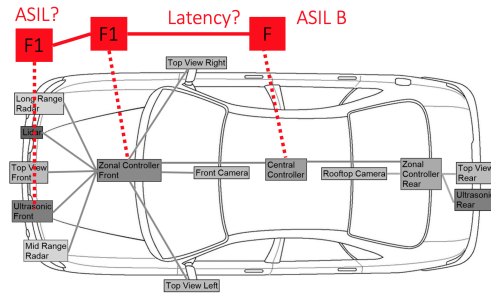 ASIL?
Latency?
ASIL B
F1
F1
F
Top View Right
Long Range
Radar
Lidar
Top View
Front
Zonal Controller
Front
Front Camera
Central
Controller
Rooftop Camera
Zonal
Controller
Rear
Top View
Rear
Ultrasonic
Front
Ultrasonic
Rear
Mid Range
Radar
Top View Left